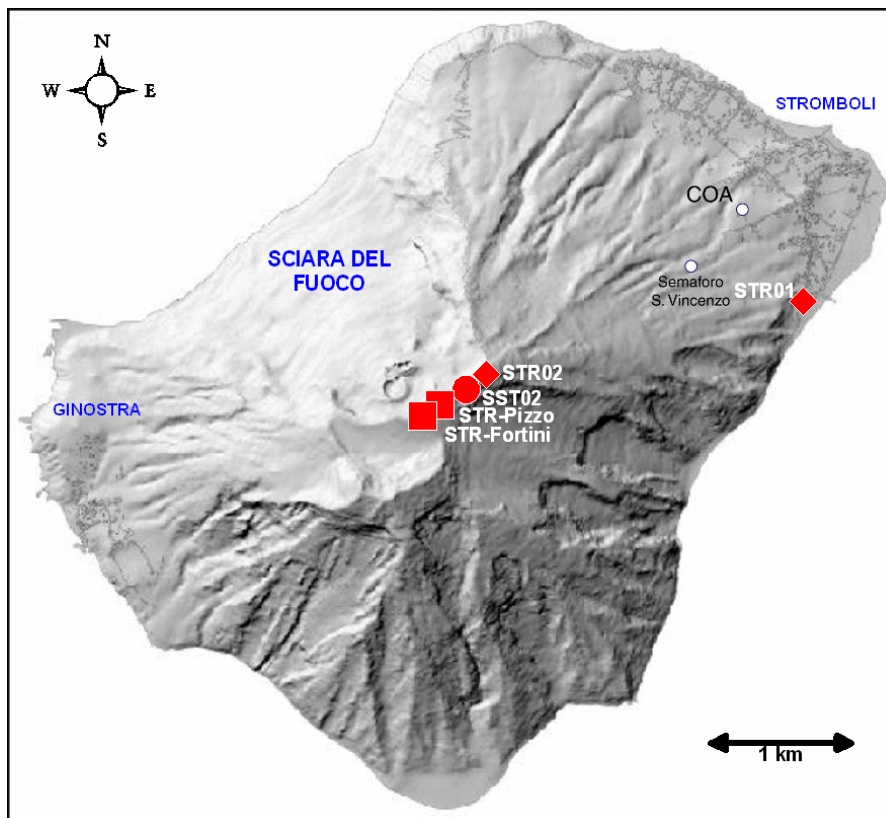 N
W E
S
STROMBOLI
COA
SCIARA DEL
FUOCO
Semaforo
S. Vincenzo
STR01
STR02
SST02
GINOSTRA
STR-Pizzo
STR-Fortini
1 km